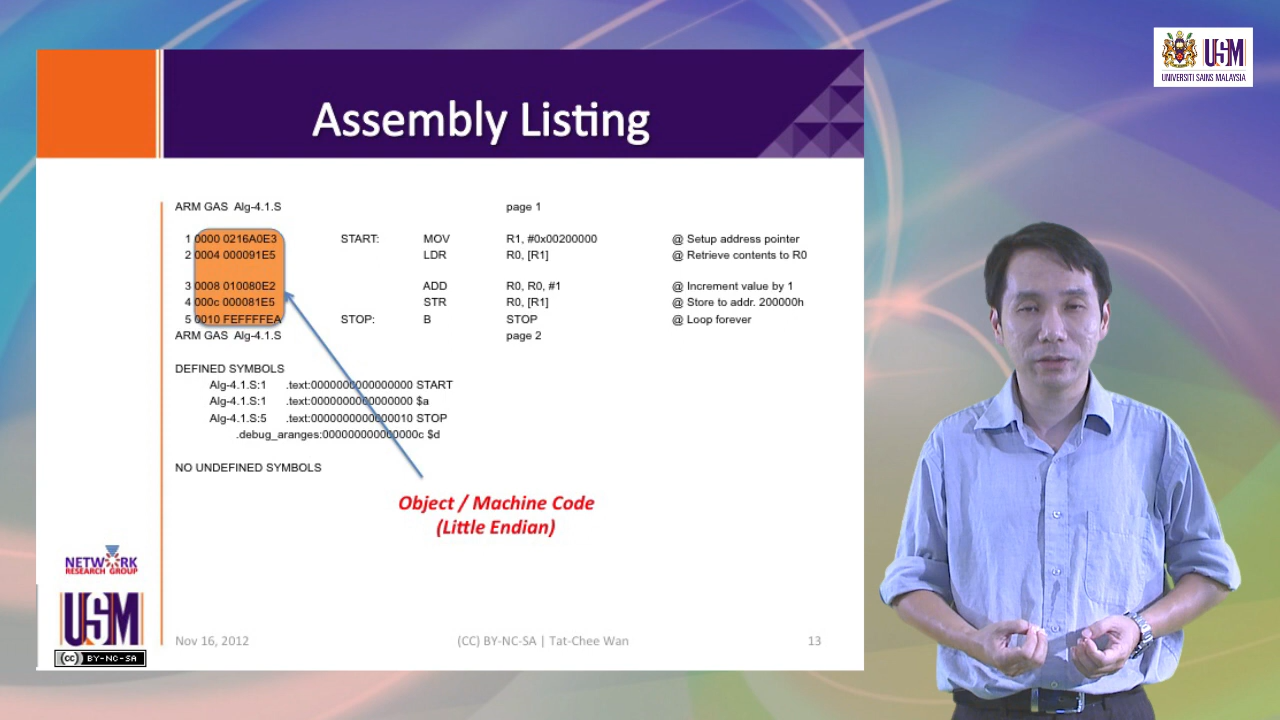 USM
UNIVERSITI SAINS MALAYSIA
Assembly Listing
ARM GAS Alg-4.1.S page 1
1 0000 0216A0E3 START: MOV R1, #0x00200000 @ Setup address pointer
2 0004 000091E5 LDR R0, [R1] @ Retrieve contents to R0
3 0008 010080E2 ADD R0, R0, #1 @ Increment value by 1
4 000c 000081E5 STR R0, [R1] @ Store to addr. 200000h
5 0010 FEFFFFEA STOP: B STOP @ Loop forever
ARM GAS Alg-4.1.S page 2
DEFINED SYMBOLS
Alg-4.1.S:1 .text:0000000000000000 START
Alg-4.1.S:1 .text:0000000000000000 $a
Alg-4.1.S:5 .text:0000000000000010 STOP
.debug_aranges:000000000000000c $d
NO UNDEFINED SYMBOLS
Object / Machine Code
(Little Endian)
NETWORK
RESEARCH GROUP
USM
(cc) BY-NC-SA
Nov 16, 2012 (CC) BY-NC-SA | Tat-Chee Wan 13